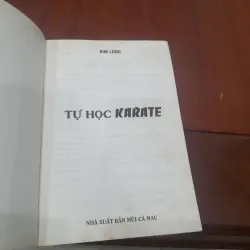 KIM LONG
TỰ HỌC KARATE
NHÀ XUẤT BẢN MŨI CÀ MAU